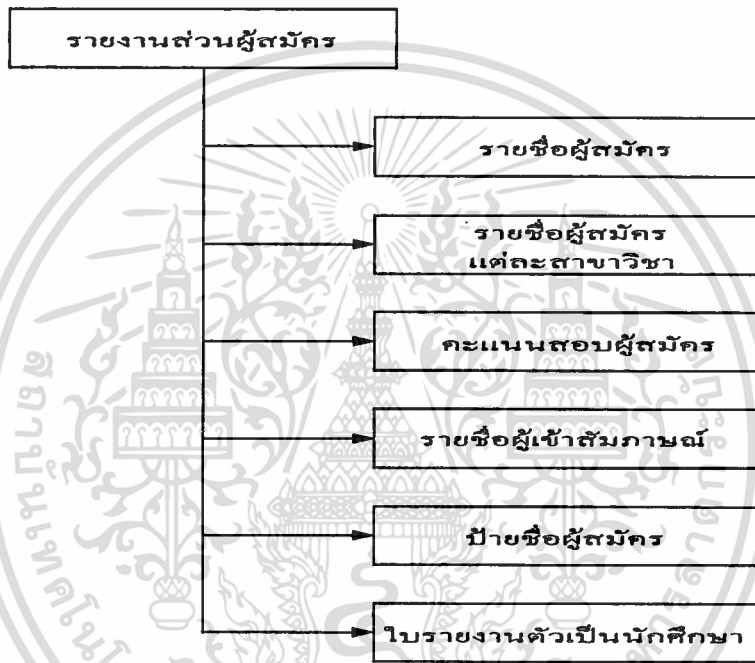 รายงานส่วนผู้สมัคร
รายชื่อผู้สมัคร
รายชื่อผู้สมัคร
แต่ละสาขาวิชา
คะแนนสอบผู้สมัคร
รายชื่อผู้เข้าสัมภาษณ์
ป้ายชื่อผู้สมัคร
ใบรายงานตัวเป็นนักศึกษา